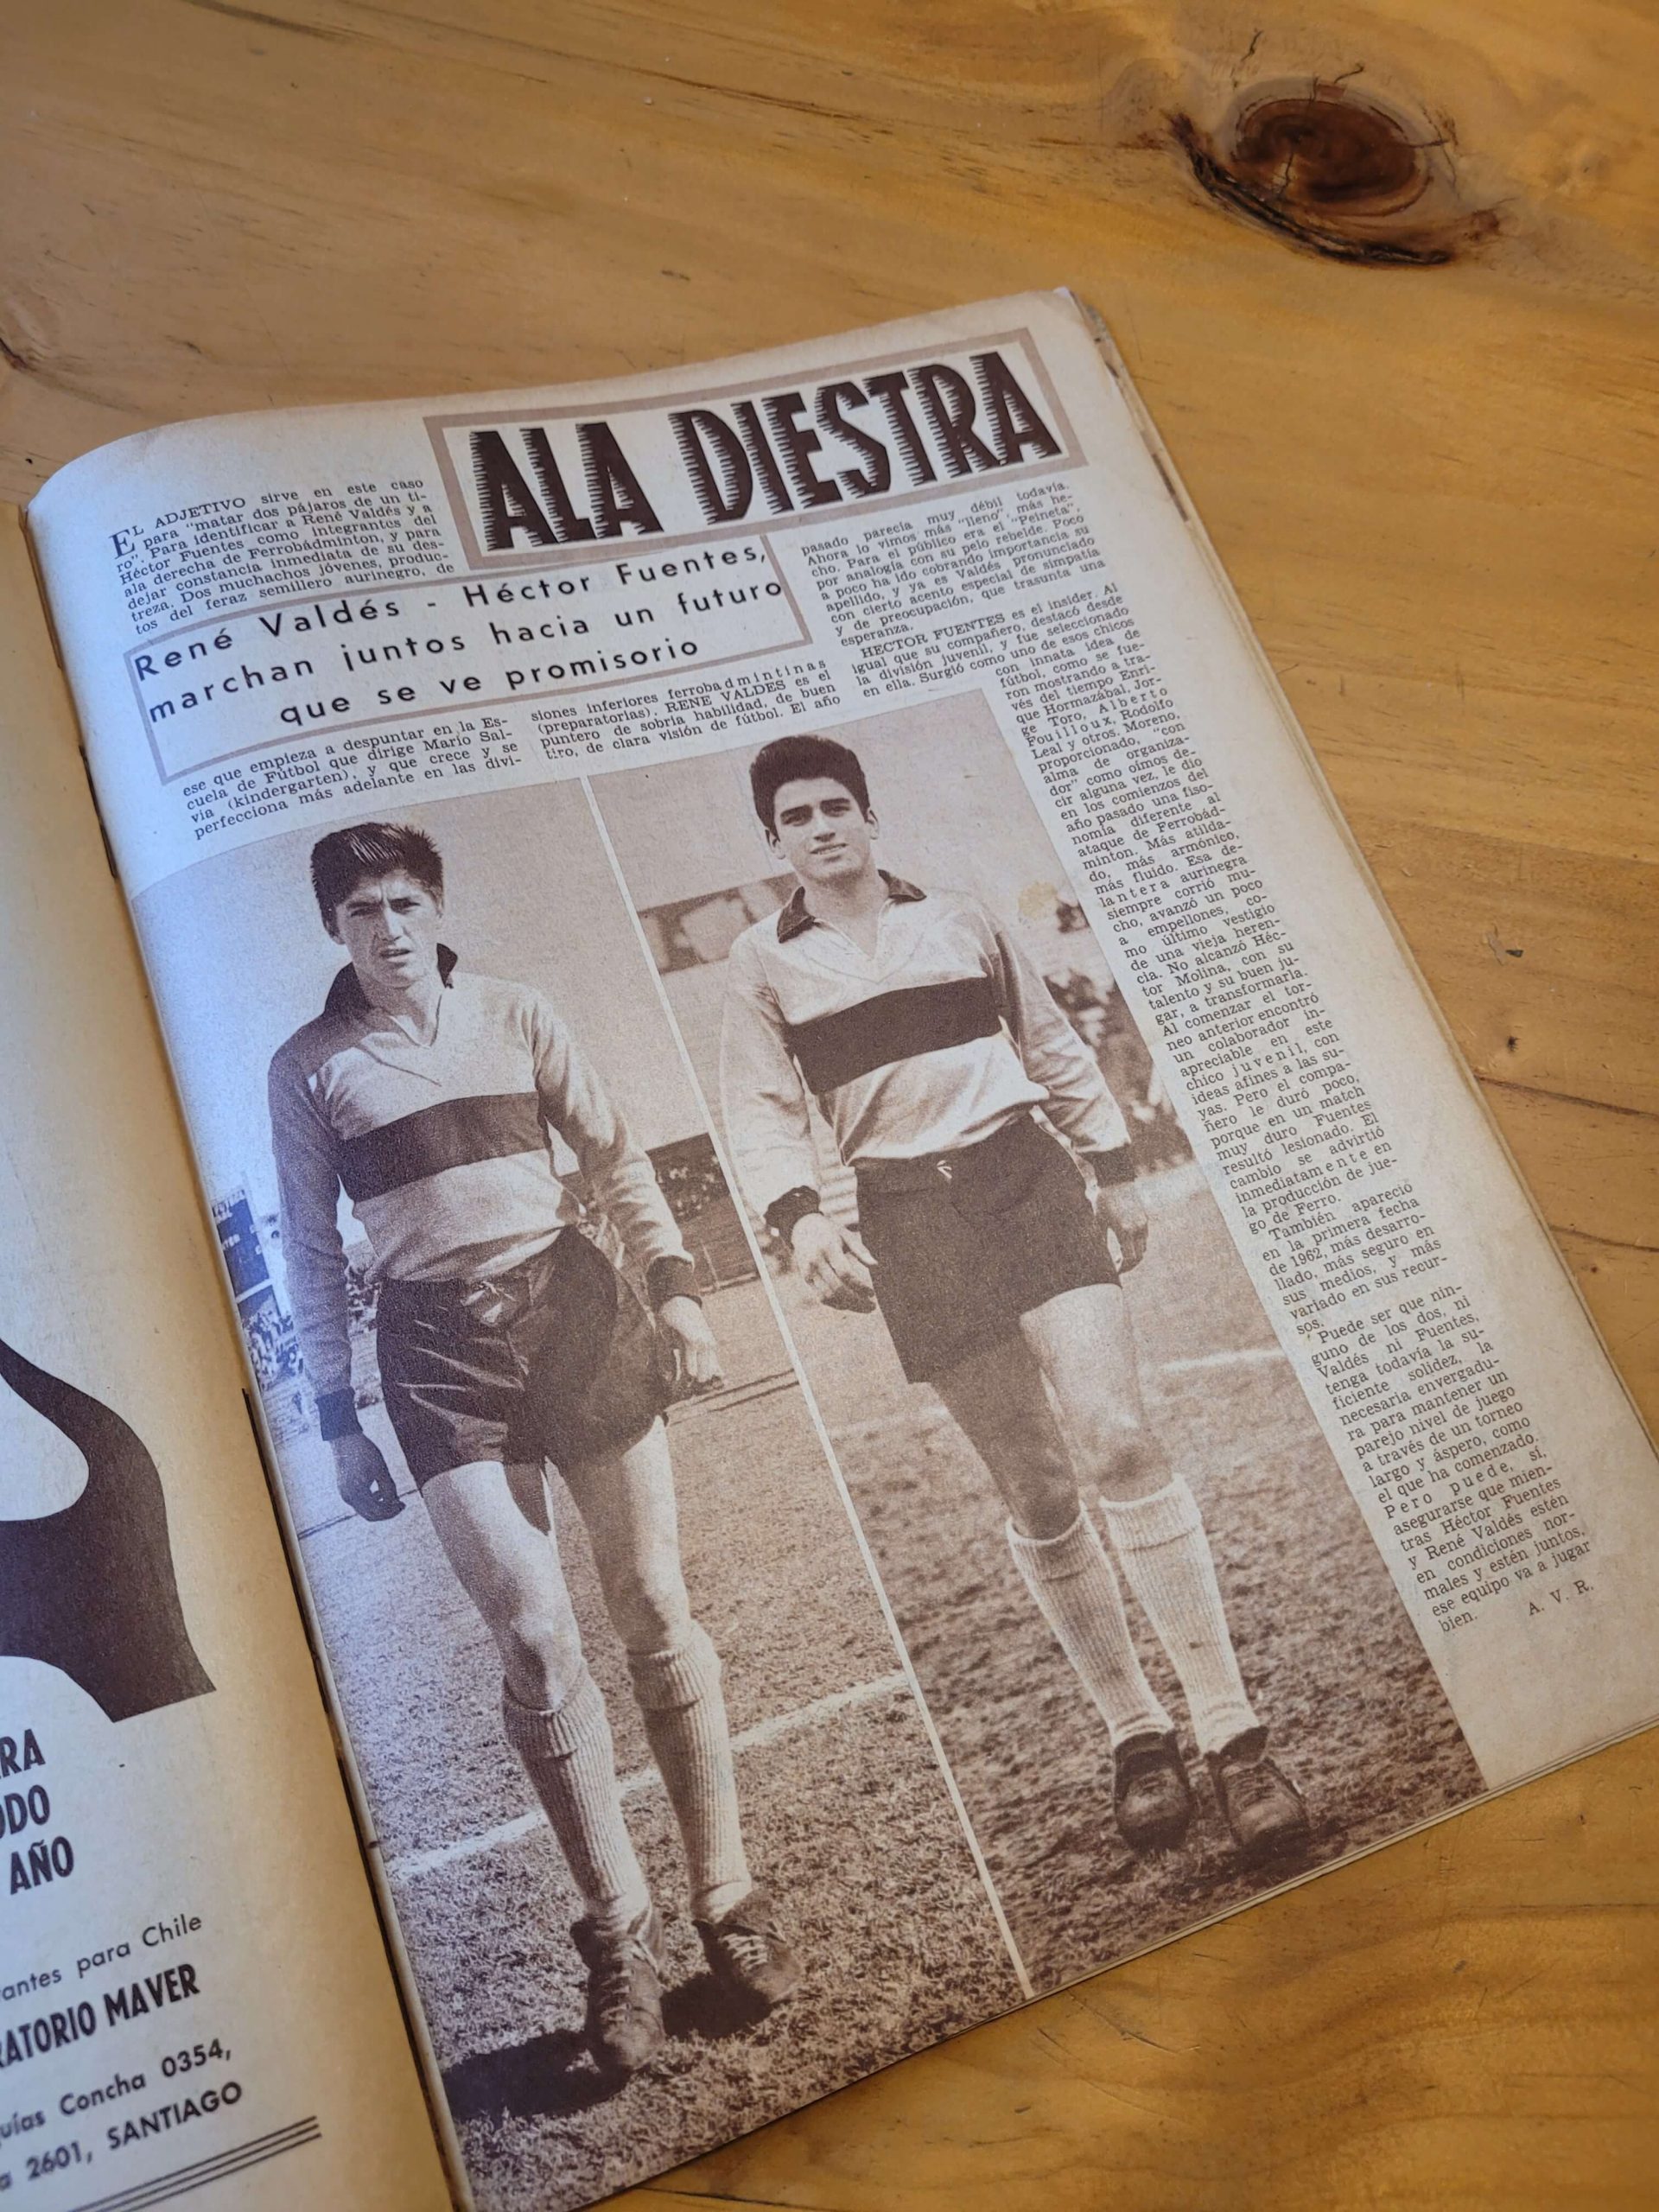 ALA DIESTRA
EL ADJETIVO sirve en este caso
para "matar dos pájaros de un ti-
ro". Para identificar a René Valdés y a
Héctor Fuentes como integrantes del
ala derecha de Ferrobádminton, y para
dejar constancia inmediata de su des-
treza. Dos muchachos jóvenes, produc-
tos del feraz semillero aurinegro, de
René Valdés - Héctor Fuentes,
marchan juntos hacia un futuro
que se ve promisorio
ese que empieza a despuntar en la Es-
cuela de Fútbol que dirige Mario Sal-
via (kindergarten), y que crece y se
perfecciona más adelante en las divi-
siones inferiores ferrobadmintinas
(preparatorias). RENE VALDES es el
puntero de sobria habilidad, de buen
tiro, de clara visión de fútbol. El año
pasado parecía muy débil todavía.
Ahora lo vimos más "lleno", más he-
cho. Para el público era el "Peineta",
por analogía con su pelo rebelde. Poco
a poco ha ido cobrando importancia su
apellido, y ya es Valdés pronunciado
con cierto acento especial de simpatía
y de preocupación, que trasunta una
esperanza.
HECTOR FUENTES es el insider. Al
igual que su compañero, destacó desde
la división juvenil, y fue seleccionado
en ella. Surgió como uno de esos chicos
con innata idea de
fútbol, como se fue-
ron mostrando a tra-
vés del tiempo Enri-
que Hormazábal, Jor-
ge Toro, Alberto
Fouilloux, Rodolfo
Leal y otros. Moreno,
proporcionado, "con
alma de organiza-
dor" como oímos de-
cir alguna vez, le dio
en los comienzos del
año pasado una fiso-
nomía diferente al
ataque de Ferrobád-
minton. Más atilda-
do, más armónico,
más fluido. Esa de-
lantera aurinegra
siempre corrió mu-
cho, avanzó un poco
a empellones, co-
mo último vestigio
de una vieja heren-
cia. No alcanzó Héc-
tor Molina, con su
talento y su buen ju-
gar, a transformarla.
Al comenzar el tor-
neo anterior encontró
un colaborador in-
apreciable en este
chico juvenil, con
ideas afines a las su-
yas. Pero el compa-
ñero le duró poco,
porque en un match
muy duro Fuentes
resultó lesionado. El
cambio se advirtió
inmediatamente en
la producción de jue-
go de Ferro.
También apareció
en la primera fecha
de 1962, más desarro-
llado, más seguro en
sus medios, y más
variado en sus recur-
sos.
Puede ser que nin-
guno de los dos, ni
Valdés ni Fuentes,
tenga todavía la su-
ficiente solidez, la
necesaria envergadu-
ra para mantener un
parejo nivel de juego
a través de un torneo
largo y áspero, como
el que ha comenzado.
Pero puede, sí,
asegurarse que mien-
tras Héctor Fuentes
y René Valdés estén
en condiciones nor-
males y estén juntos,
ese equipo va a jugar
bien.
A. V. R.
AÑO
para Chile
MAVER
Concha 0354,
2601, SANTIAGO